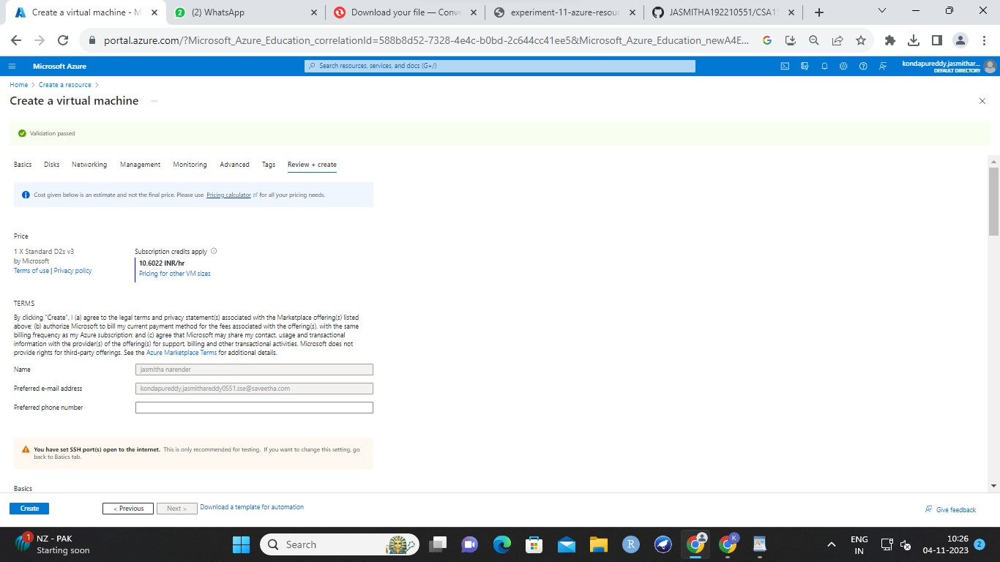 Create a virtual machine - M
(2) WhatsApp
Download your file — Conve
experiment-11-azure-resour
JASMITHA192210551/CSA1
portal.azure.com/?Microsoft_Azure_Education_correlationId=588b8d52-7328-4e4c-b0bd-2c644cc41ee5&Microsoft_Azure_Education_newA4E...
Microsoft Azure
Search resources, services, and docs (G+/)
kondapureddy.jasmithar...
DEFAULT DIRECTORY
Home > Create a resource >
Create a virtual machine ...
Validation passed
Basics Disks Networking Management Monitoring Advanced Tags Review + create
Cost given below is an estimate and not the final price. Please use Pricing calculator for all your pricing needs.
Price
1 X Standard D2s v3
by Microsoft
Terms of use | Privacy policy
Subscription credits apply
10.6022 INR/hr
Pricing for other VM sizes
TERMS
By clicking "Create", I (a) agree to the legal terms and privacy statement(s) associated with the Marketplace offering(s) listed
above; (b) authorize Microsoft to bill my current payment method for the fees associated with the offering(s), with the same
billing frequency as my Azure subscription; and (c) agree that Microsoft may share my contact, usage and transactional
information with the provider(s) of the offering(s) for support, billing and other transactional activities. Microsoft does not
provide rights for third-party offerings. See the Azure Marketplace Terms for additional details.
Name jasmitha narender
Preferred e-mail address kondapureddy.jasmithareddy0551.sse@saveetha.com
Preferred phone number
You have set SSH port(s) open to the internet. This is only recommended for testing. If you want to change this setting, go
back to Basics tab.
Basics
Create
< Previous
Next >
Download a template for automation
Give feedback
1
NZ - PAK
Starting soon
Search
R
K
ENG
IN
10:26
04-11-2023
2